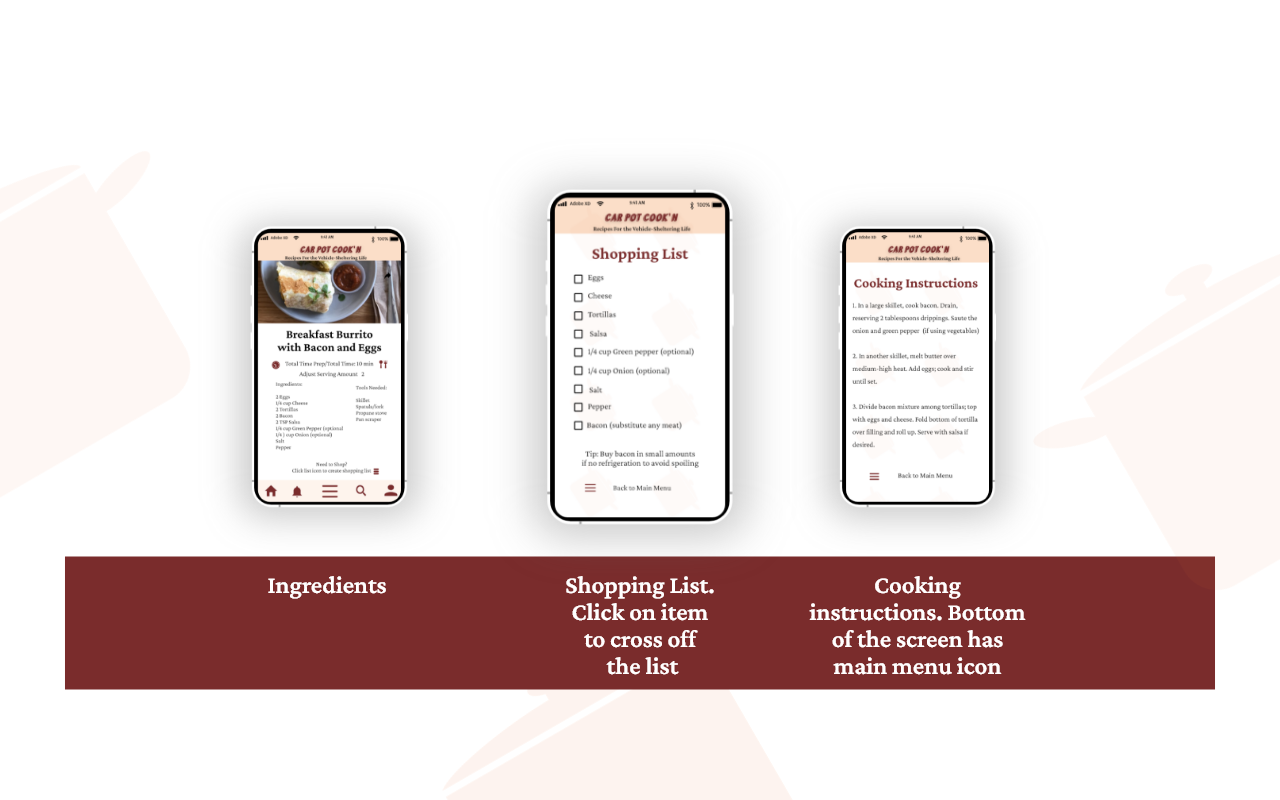 Adobe XD 9:41 AM 100%
CAR POT COOK'N
Recipes For the Vehicle-Sheltering Life
Breakfast Burrito
with Bacon and Eggs
Total Time Prep/Total Time: 10 min
Adjust Serving Amount 2
Ingredients:
2 Eggs
1/4 cup Cheese
2 Tortillas
2 Bacon
2 TSP Salsa
1/4 cup Green Pepper (optional)
1/4 cup Onion (optional)
Salt
Pepper
Tools Needed:
Skillet
Spatula/fork
Propane stove
Pan scraper
Need to Shop?
Click list icon to create shopping list
Adobe XD 9:41 AM 100%
CAR POT COOK'N
Recipes For the Vehicle-Sheltering Life
Shopping List
Eggs
Cheese
Tortillas
Salsa
1/4 cup Green pepper (optional)
1/4 cup Onion (optional)
Salt
Pepper
Bacon (substitute any meat)
Tip: Buy bacon in small amounts
if no refrigeration to avoid spoiling
Back to Main Menu
Adobe XD 9:41 AM 100%
CAR POT COOK'N
Recipes For the Vehicle-Sheltering Life
Cooking Instructions
1. In a large skillet, cook bacon. Drain,
reserving 2 tablespoons drippings. Saute the
onion and green pepper (if using vegetables)
2. In another skillet, melt butter over
medium-high heat. Add eggs; cook and stir
until set.
3. Divide bacon mixture among tortillas; top
with eggs and cheese. Fold bottom of tortilla
over filling and roll up. Serve with salsa if
desired.
Back to Main Menu
Ingredients
Shopping List.
Click on item
to cross off
the list
Cooking
instructions. Bottom
of the screen has
main menu icon